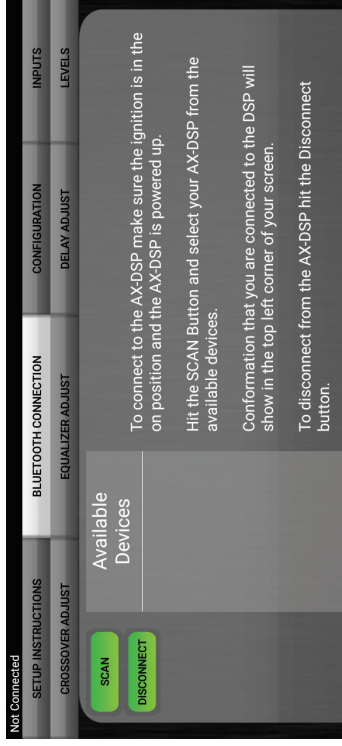 Not Connected
SETUP INSTRUCTIONS BLUETOOTH CONNECTION CONFIGURATION INPUTS
CROSSOVER ADJUST EQUALIZER ADJUST DELAY ADJUST LEVELS
SCAN
DISCONNECT
Available
Devices
To connect to the AX-DSP make sure the ignition is in the
on position and the AX-DSP is powered up.
Hit the SCAN Button and select your AX-DSP from the
available devices.
Conformation that you are connected to the DSP will
show in the top left corner of your screen.
To disconnect from the AX-DSP hit the Disconnect
button.